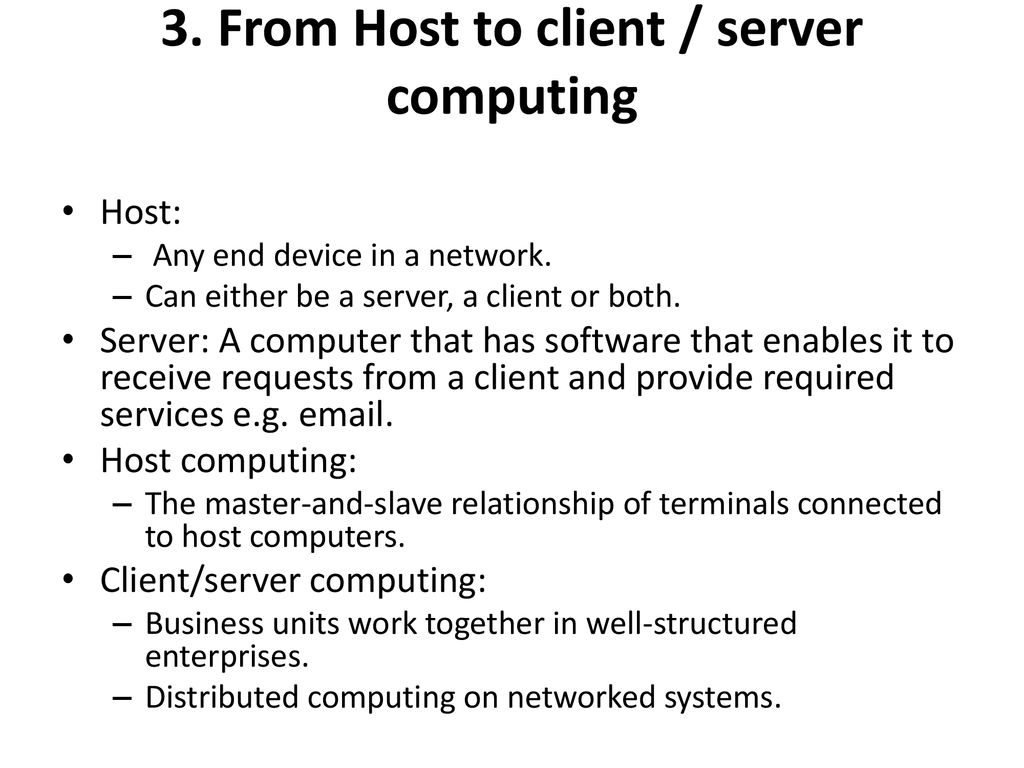 3. From Host to client / server
computing
• Host:
– Any end device in a network.
– Can either be a server, a client or both.
• Server: A computer that has software that enables it to
receive requests from a client and provide required
services e.g. email.
• Host computing:
– The master-and-slave relationship of terminals connected
to host computers.
• Client/server computing:
– Business units work together in well-structured
enterprises.
– Distributed computing on networked systems.